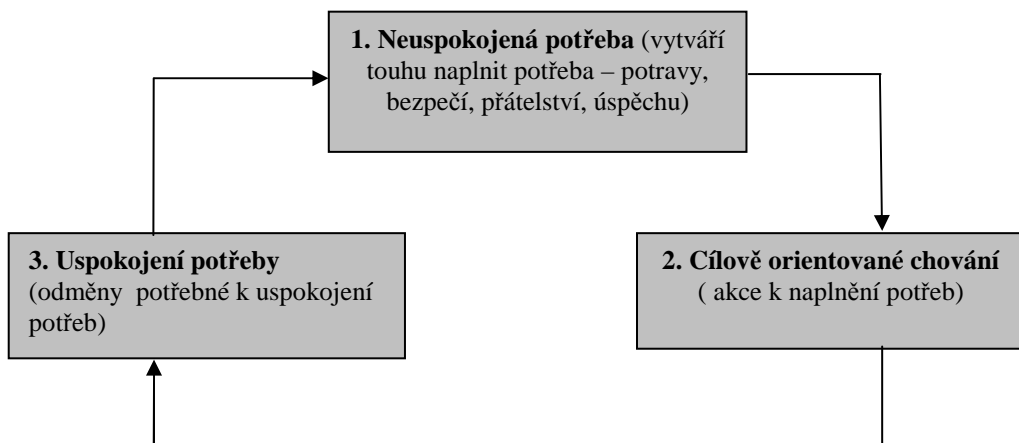 1. Neuspokojená potřeba (vytváří
touhu naplnit potřeba – potravy,
bezpečí, přátelství, úspěchu)
3. Uspokojení potřeby
(odměny  potřebné k uspokojení
potřeb)
2. Cílově orientované chování
( akce k naplnění potřeb)